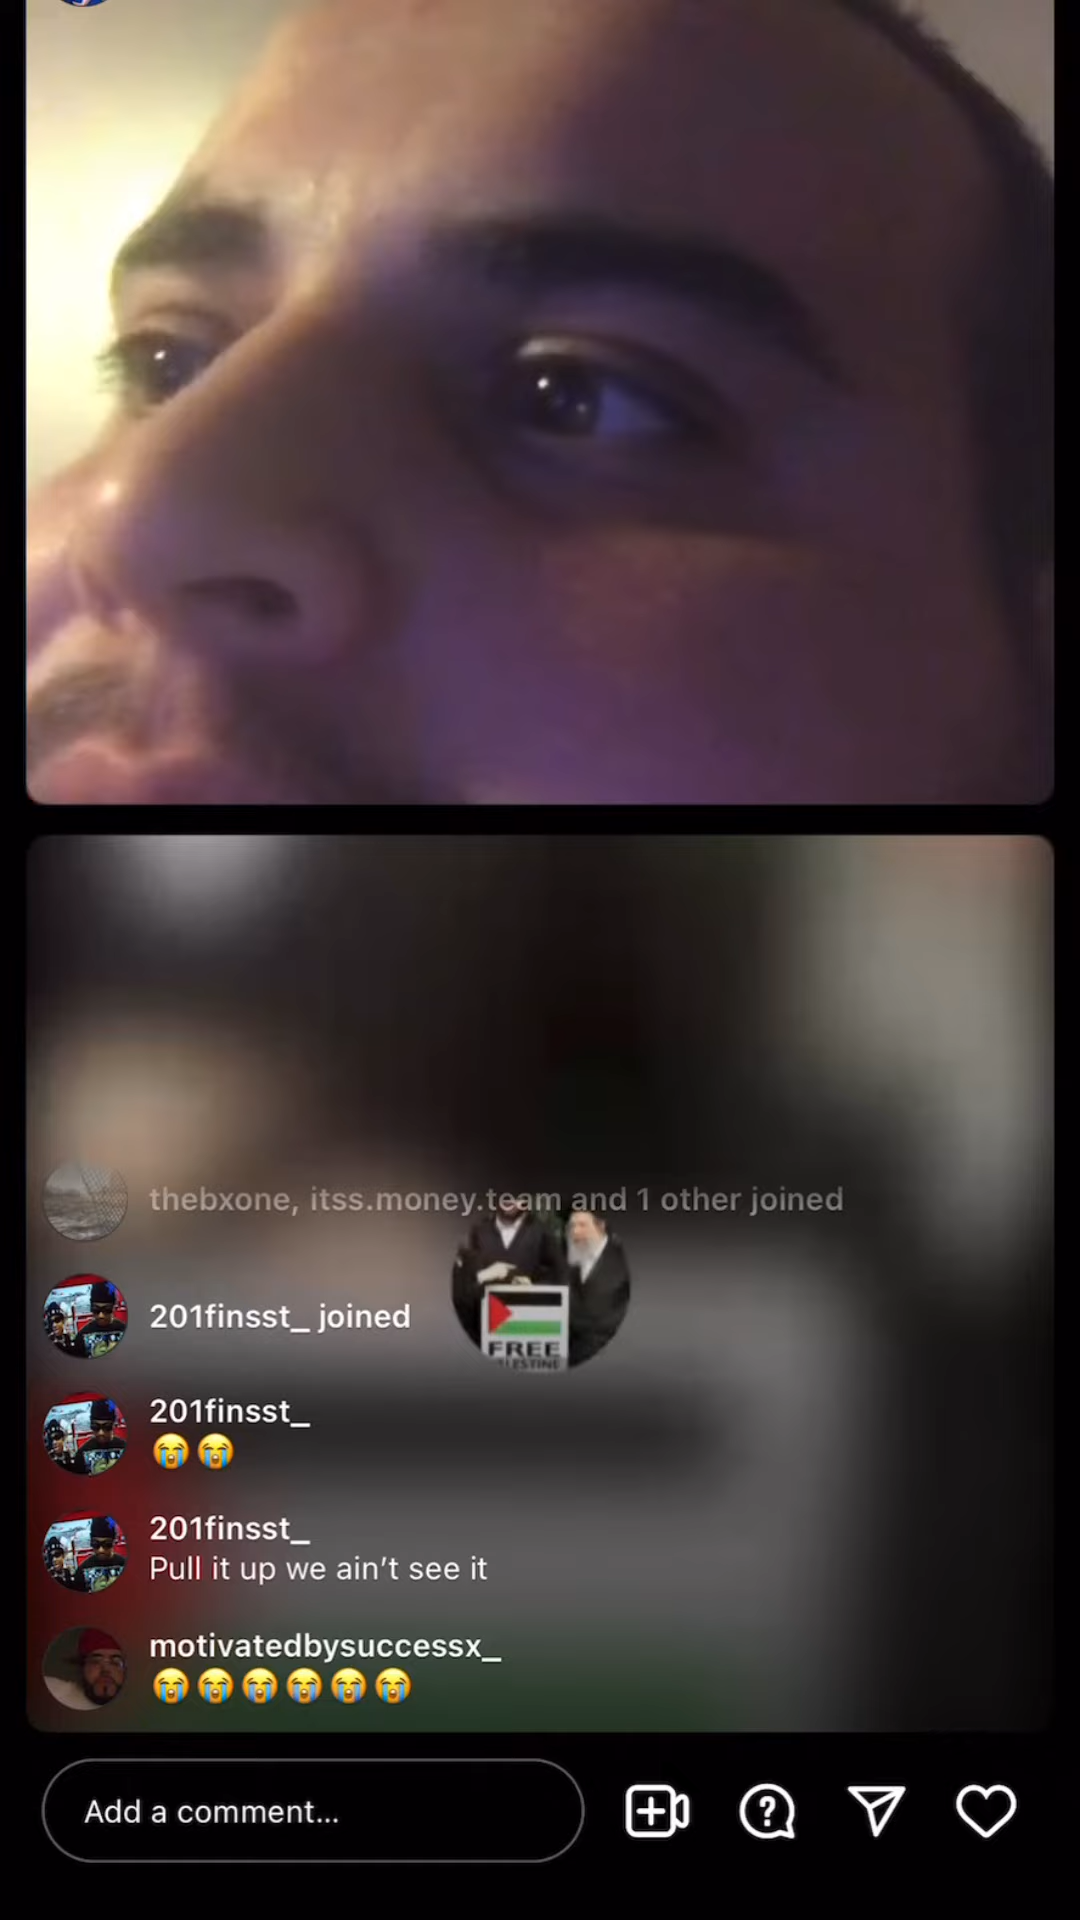 thebxone, itss.money.team and 1 other joined
201finsst_ joined
FREE
201finsst_
😭😭
201finsst_
Pull it up we ain’t see it
motivatedbysuccessx_
😭😭😭😭😭😭
Add a comment...